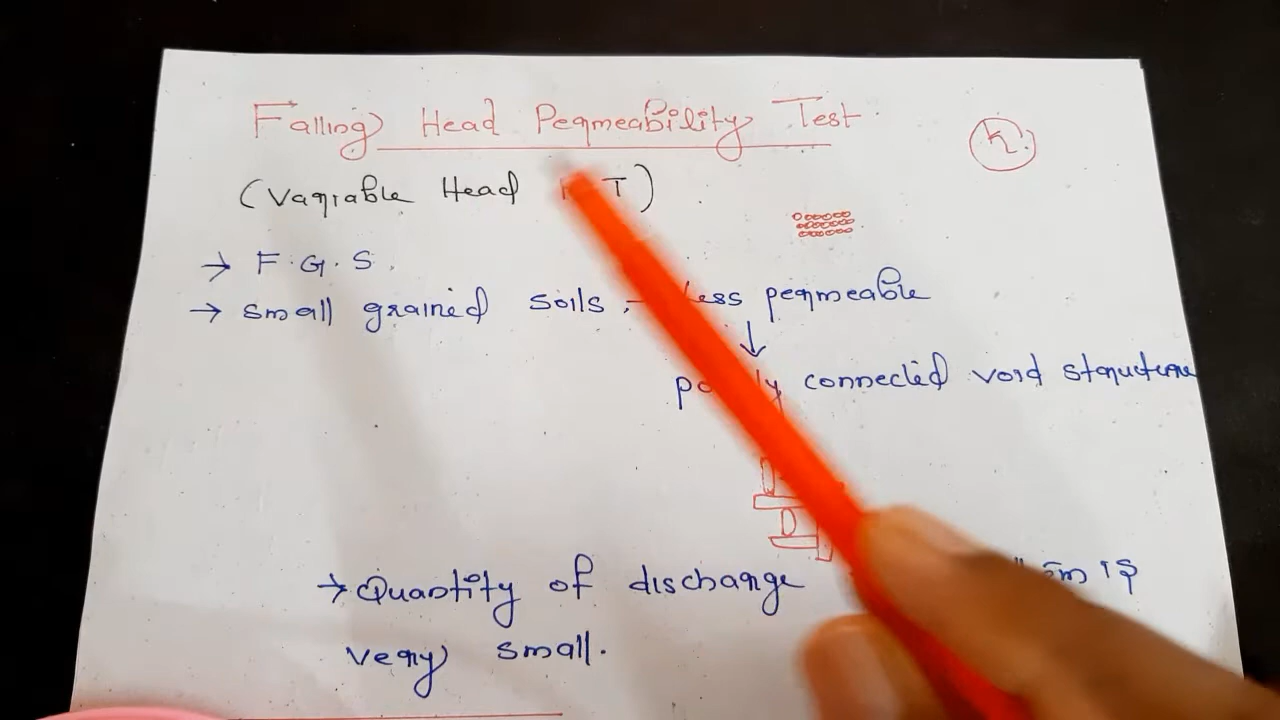 Falling Head Permeability Test
k
(Variable Head T)
→ F.G.S.
→ small grained soils - less permeable
↓
connected void structure
→ Quantity of discharge is
very small.